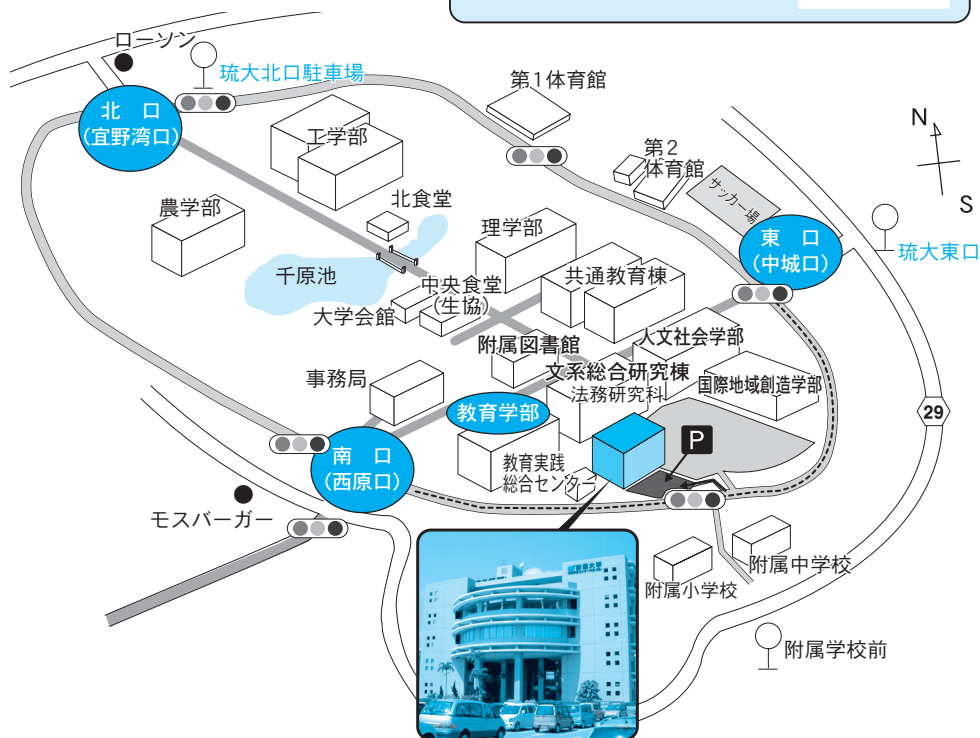 ローソン
琉大北口駐車場
北 口
(宜野湾口)
第1体育館
工学部
第2
体育館
サッカー場
N
S
農学部
北食堂
理学部
東 口
(中城口)
琉大東口
千原池
中央食堂
(生協)
大学会館
共通教育棟
附属図書館
人文社会学部
文系総合研究棟
法務研究科
国際地域創造学部
事務局
教育学部
29
P
南 口
(西原口)
教育実践
総合センター
モスバーガー
附属中学校
附属小学校
附属学校前
琉球大学